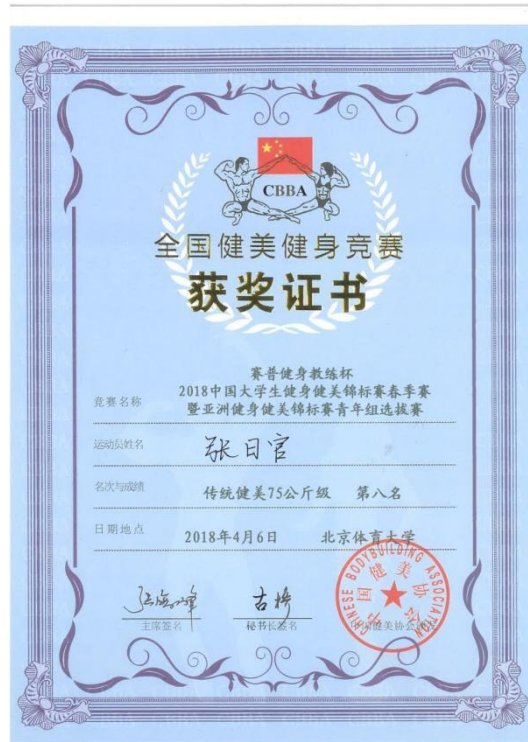 CBBA
全国健美健身竞赛
获奖证书
赛普健身教练杯
竞赛名称 2018中国大学生健身健美锦标赛春季赛
暨亚洲健身健美锦标赛青年组选拔赛
运动员姓名 张日官
名次与成绩 传统健美75公斤级 第八名
日期地点 2018年4月6日 北京体育大学
主席签名 秘书长签名 中国健美协会
CHINESE BODYBUILDING ASSOCIATION
中国健美协会